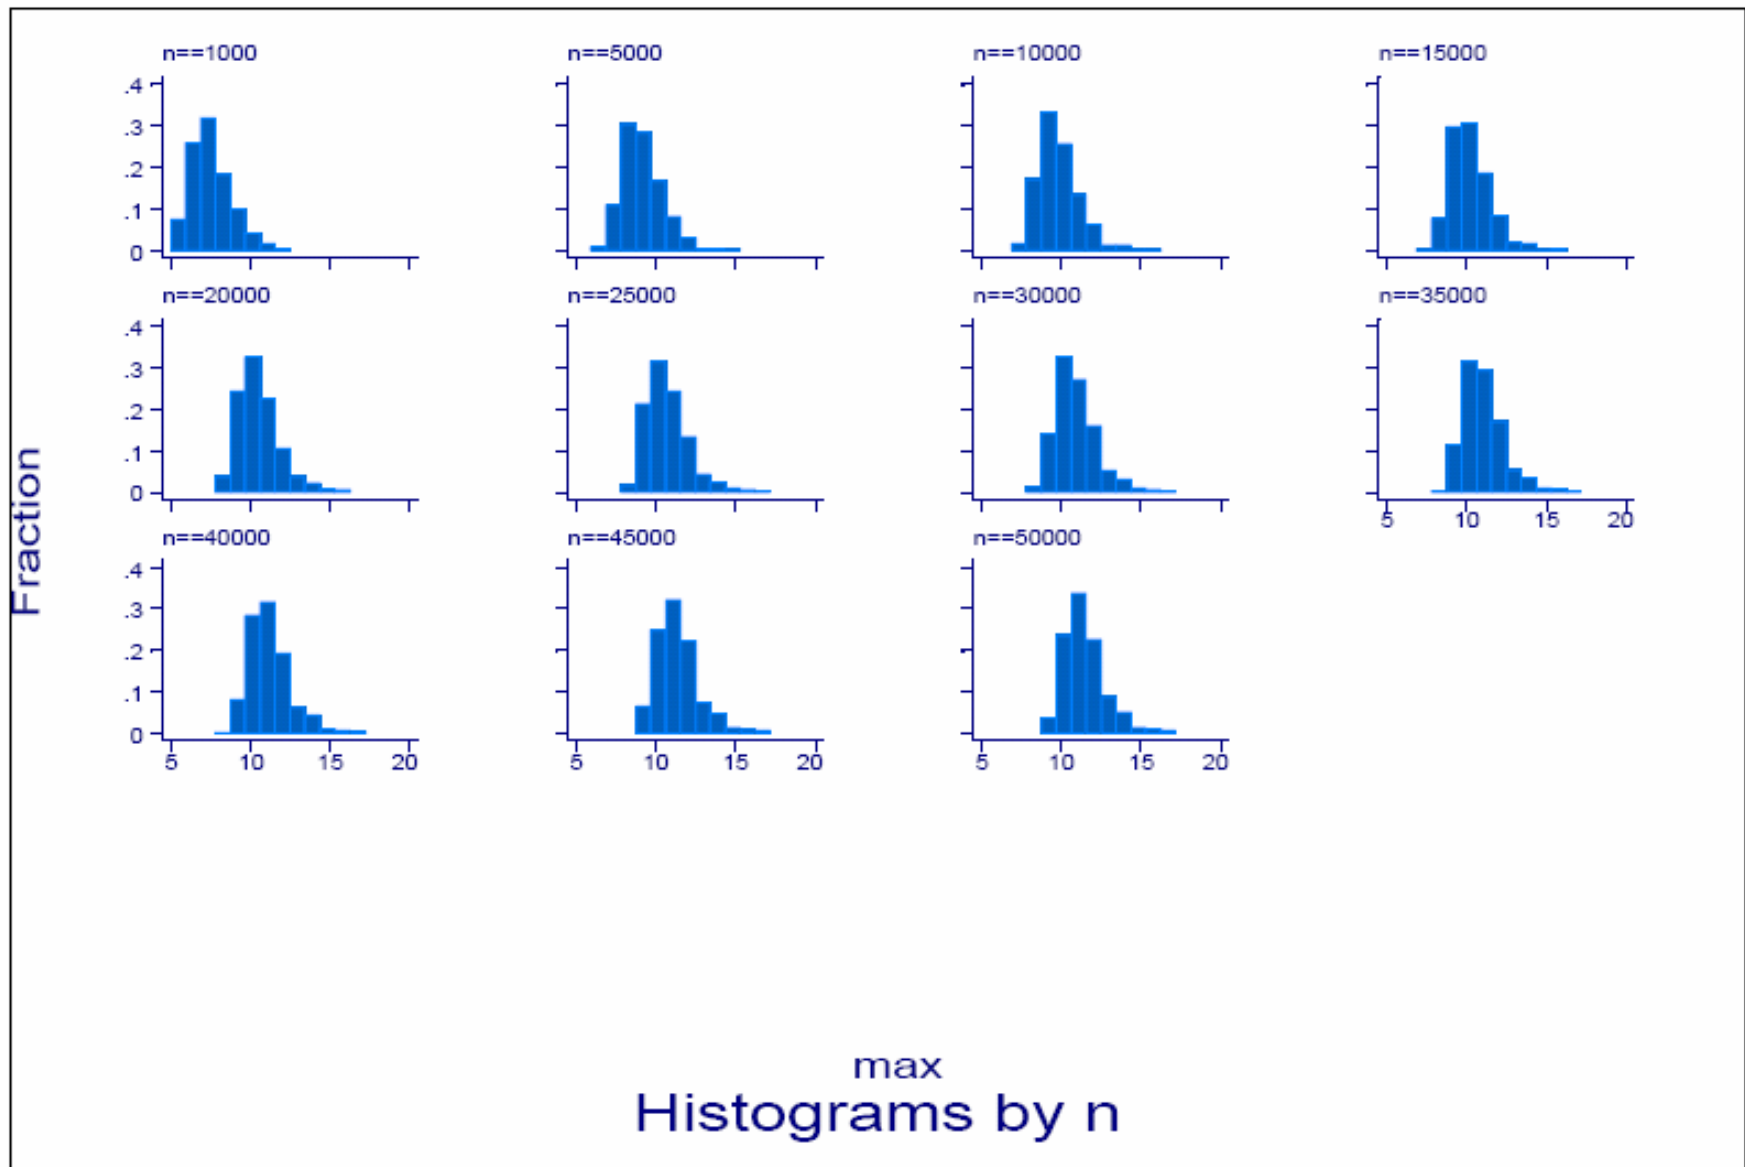 n==1000 n==5000 n==10000 n==15000
.4
.3
.2
.1
0
n==20000 n==25000 n==30000 n==35000
.4
.3
.2
.1
0
5 10 15 20
n==40000 n==45000 n==50000
.4
.3
.2
.1
0
5 10 15 20 5 10 15 20 5 10 15 20
Fraction
max
Histograms by n